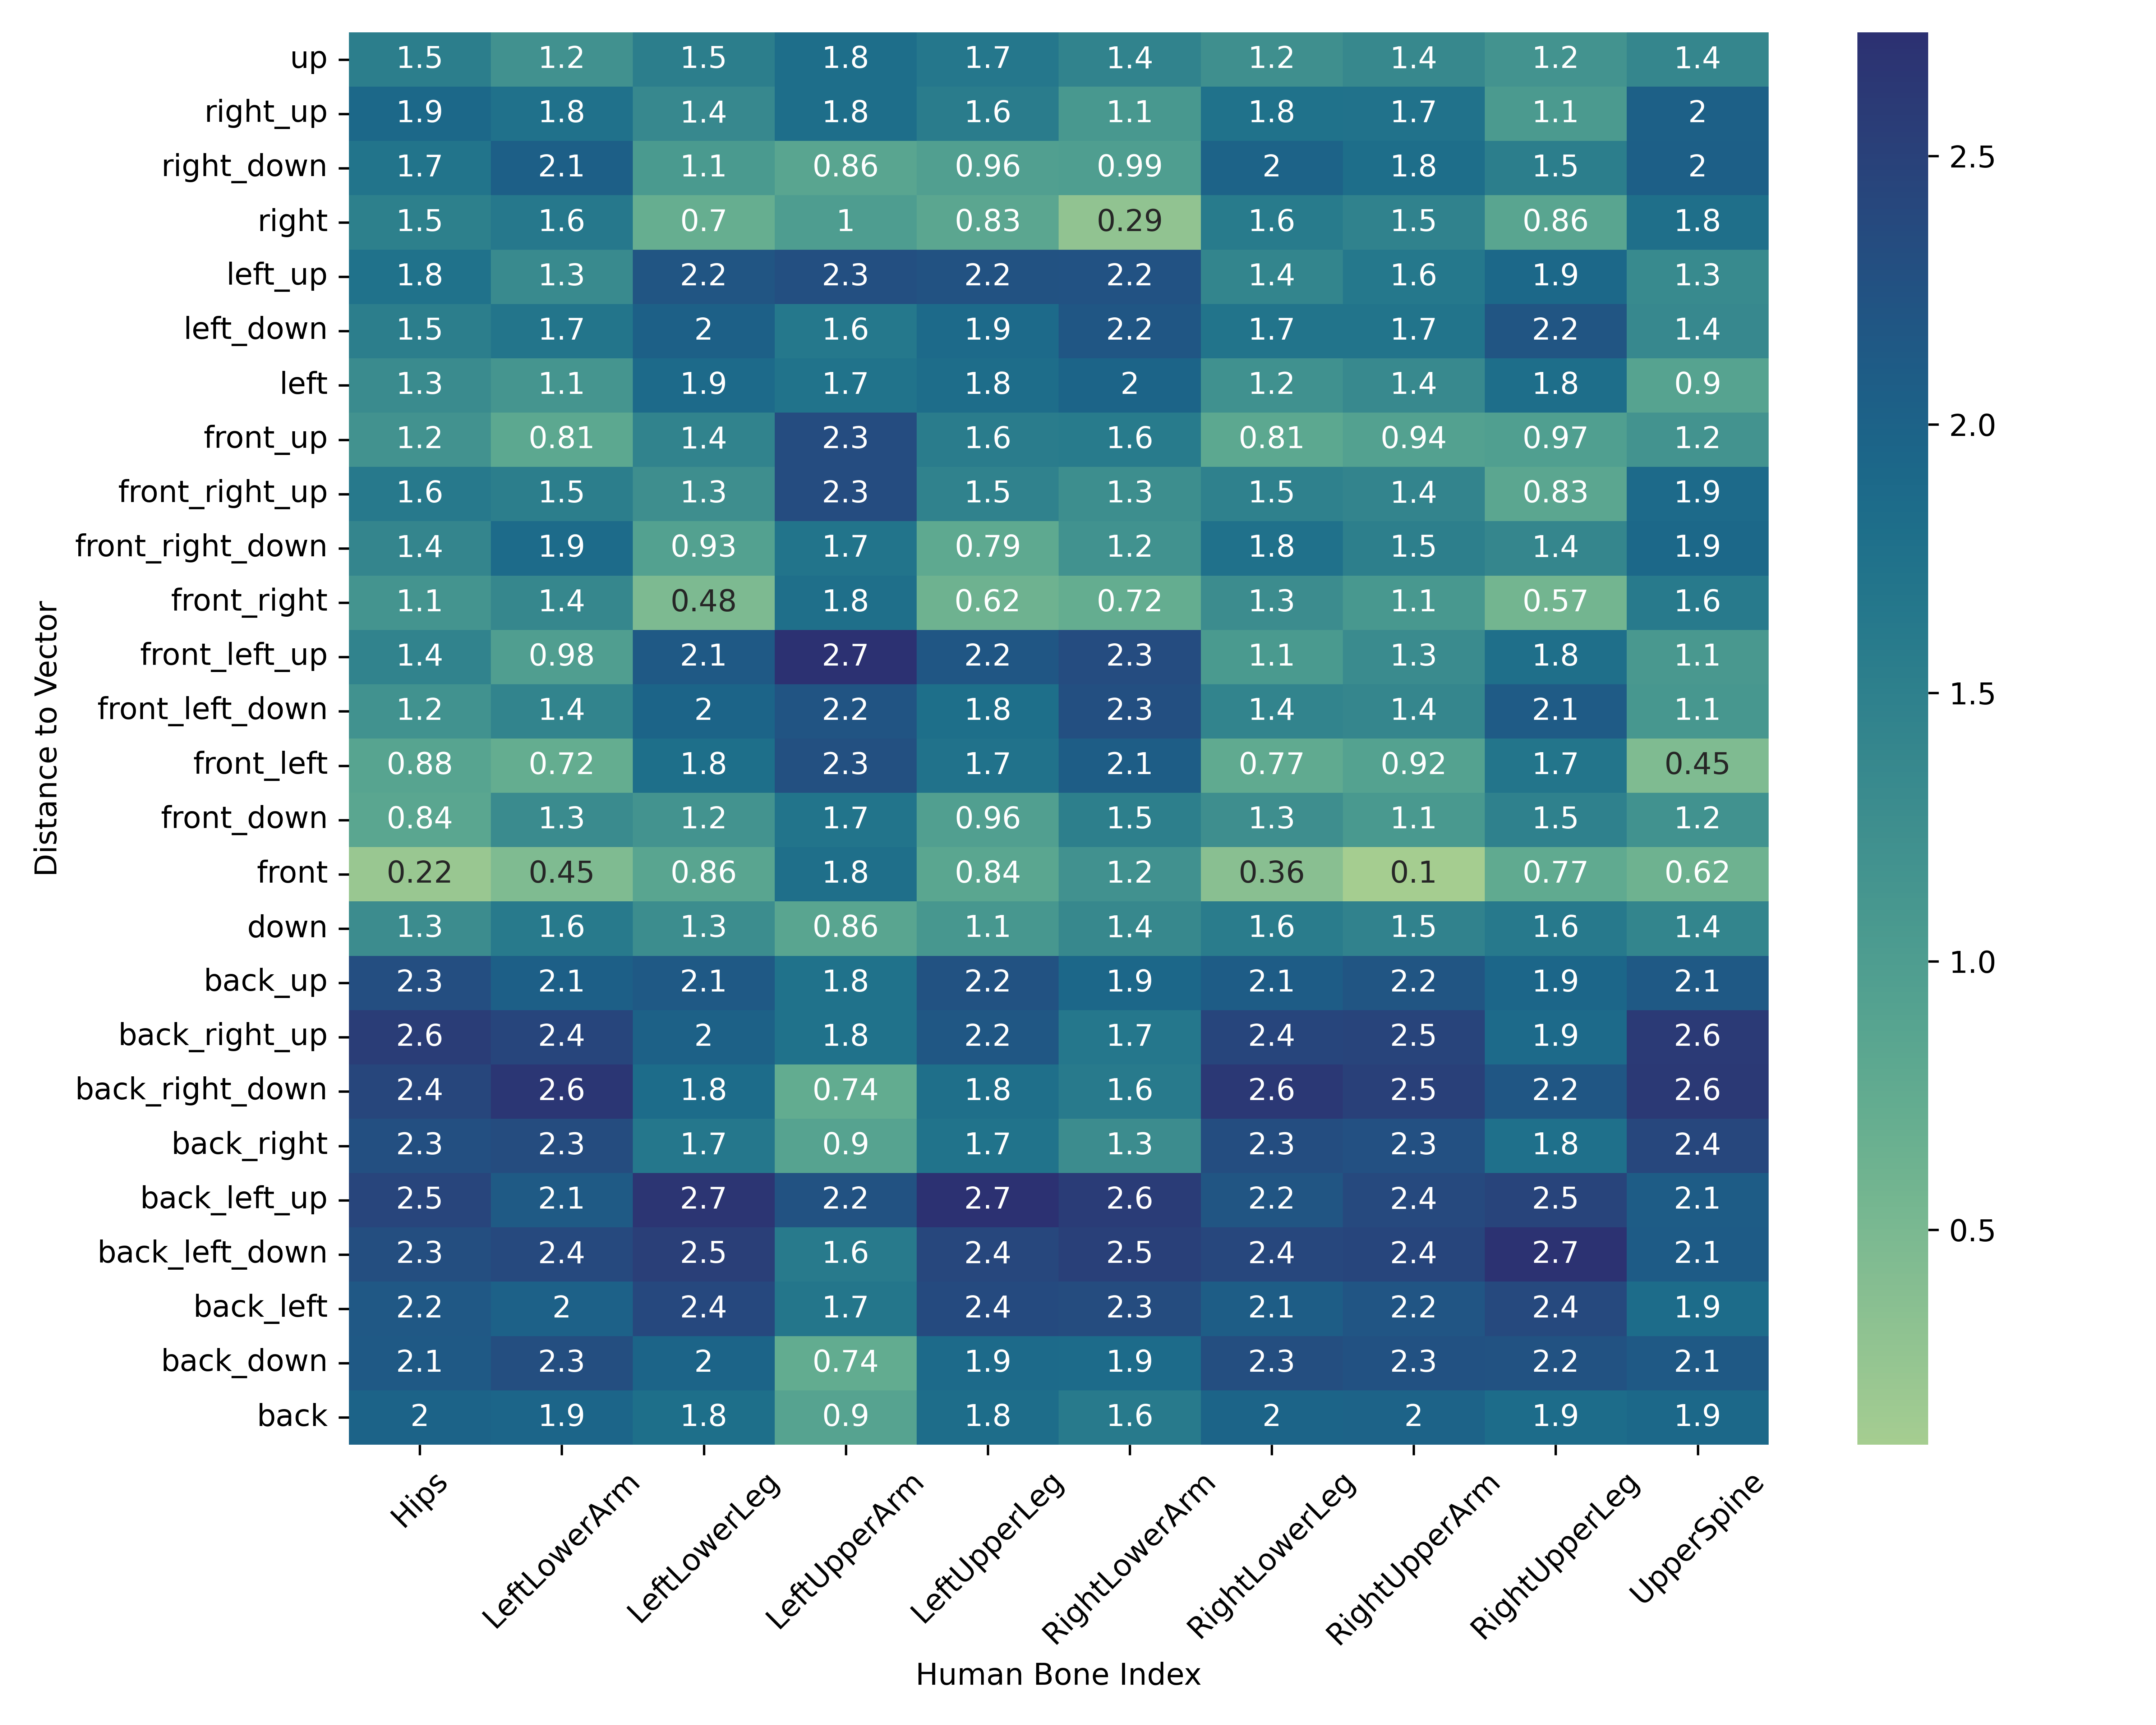 up 1.5 1.2 1.5 1.8 1.7 1.4 1.2 1.4 1.2 1.4
right_up 1.9 1.8 1.4 1.8 1.6 1.1 1.8 1.7 1.1 2
right_down 1.7 2.1 1.1 0.86 0.96 0.99 2 1.8 1.5 2
right 1.5 1.6 0.7 1 0.83 0.29 1.6 1.5 0.86 1.8
left_up 1.8 1.3 2.2 2.3 2.2 2.2 1.4 1.6 1.9 1.3
left_down 1.5 1.7 2 1.6 1.9 2.2 1.7 1.7 2.2 1.4
left 1.3 1.1 1.9 1.7 1.8 2 1.2 1.4 1.8 0.9
front_up 1.2 0.81 1.4 2.3 1.6 1.6 0.81 0.94 0.97 1.2
front_right_up 1.6 1.5 1.3 2.3 1.5 1.3 1.5 1.4 0.83 1.9
front_right_down 1.4 1.9 0.93 1.7 0.79 1.2 1.8 1.5 1.4 1.9
front_right 1.1 1.4 0.48 1.8 0.62 0.72 1.3 1.1 0.57 1.6
front_left_up 1.4 0.98 2.1 2.7 2.2 2.3 1.1 1.3 1.8 1.1
front_left_down 1.2 1.4 2 2.2 1.8 2.3 1.4 1.4 2.1 1.1
front_left 0.88 0.72 1.8 2.3 1.7 2.1 0.77 0.92 1.7 0.45
front_down 0.84 1.3 1.2 1.7 0.96 1.5 1.3 1.1 1.5 1.2
front 0.22 0.45 0.86 1.8 0.84 1.2 0.36 0.1 0.77 0.62
down 1.3 1.6 1.3 0.86 1.1 1.4 1.6 1.5 1.6 1.4
back_up 2.3 2.1 2.1 1.8 2.2 1.9 2.1 2.2 1.9 2.1
back_right_up 2.6 2.4 2 1.8 2.2 1.7 2.4 2.5 1.9 2.6
back_right_down 2.4 2.6 1.8 0.74 1.8 1.6 2.6 2.5 2.2 2.6
back_right 2.3 2.3 1.7 0.9 1.7 1.3 2.3 2.3 1.8 2.4
back_left_up 2.5 2.1 2.7 2.2 2.7 2.6 2.2 2.4 2.5 2.1
back_left_down 2.3 2.4 2.5 1.6 2.4 2.5 2.4 2.4 2.7 2.1
back_left 2.2 2 2.4 1.7 2.4 2.3 2.1 2.2 2.4 1.9
back_down 2.1 2.3 2 0.74 1.9 1.9 2.3 2.3 2.2 2.1
back 2 1.9 1.8 0.9 1.8 1.6 2 2 1.9 1.9
Distance to Vector
Hips LeftLowerArm LeftLowerLeg LeftUpperArm LeftUpperLeg RightLowerArm RightLowerLeg RightUpperArm RightUpperLeg UpperSpine
Human Bone Index
2.5
2.0
1.5
1.0
0.5